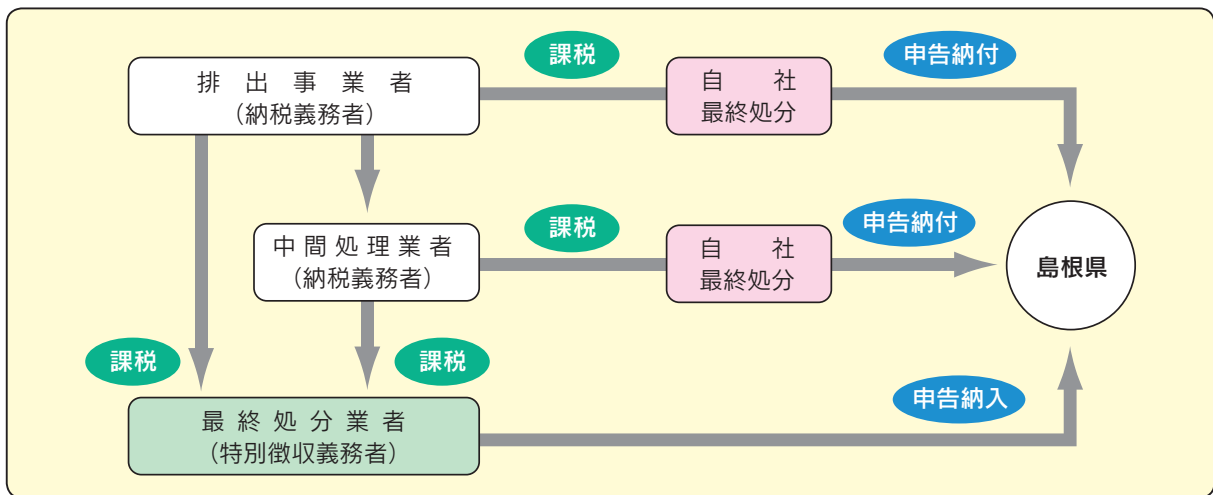 課税
申告納付
排出事業者
(納税義務者)
自社
最終処分
課税
申告納付
中間処理業者
(納税義務者)
自社
最終処分
島根県
課税
課税
申告納入
最終処分業者
(特別徴収義務者)